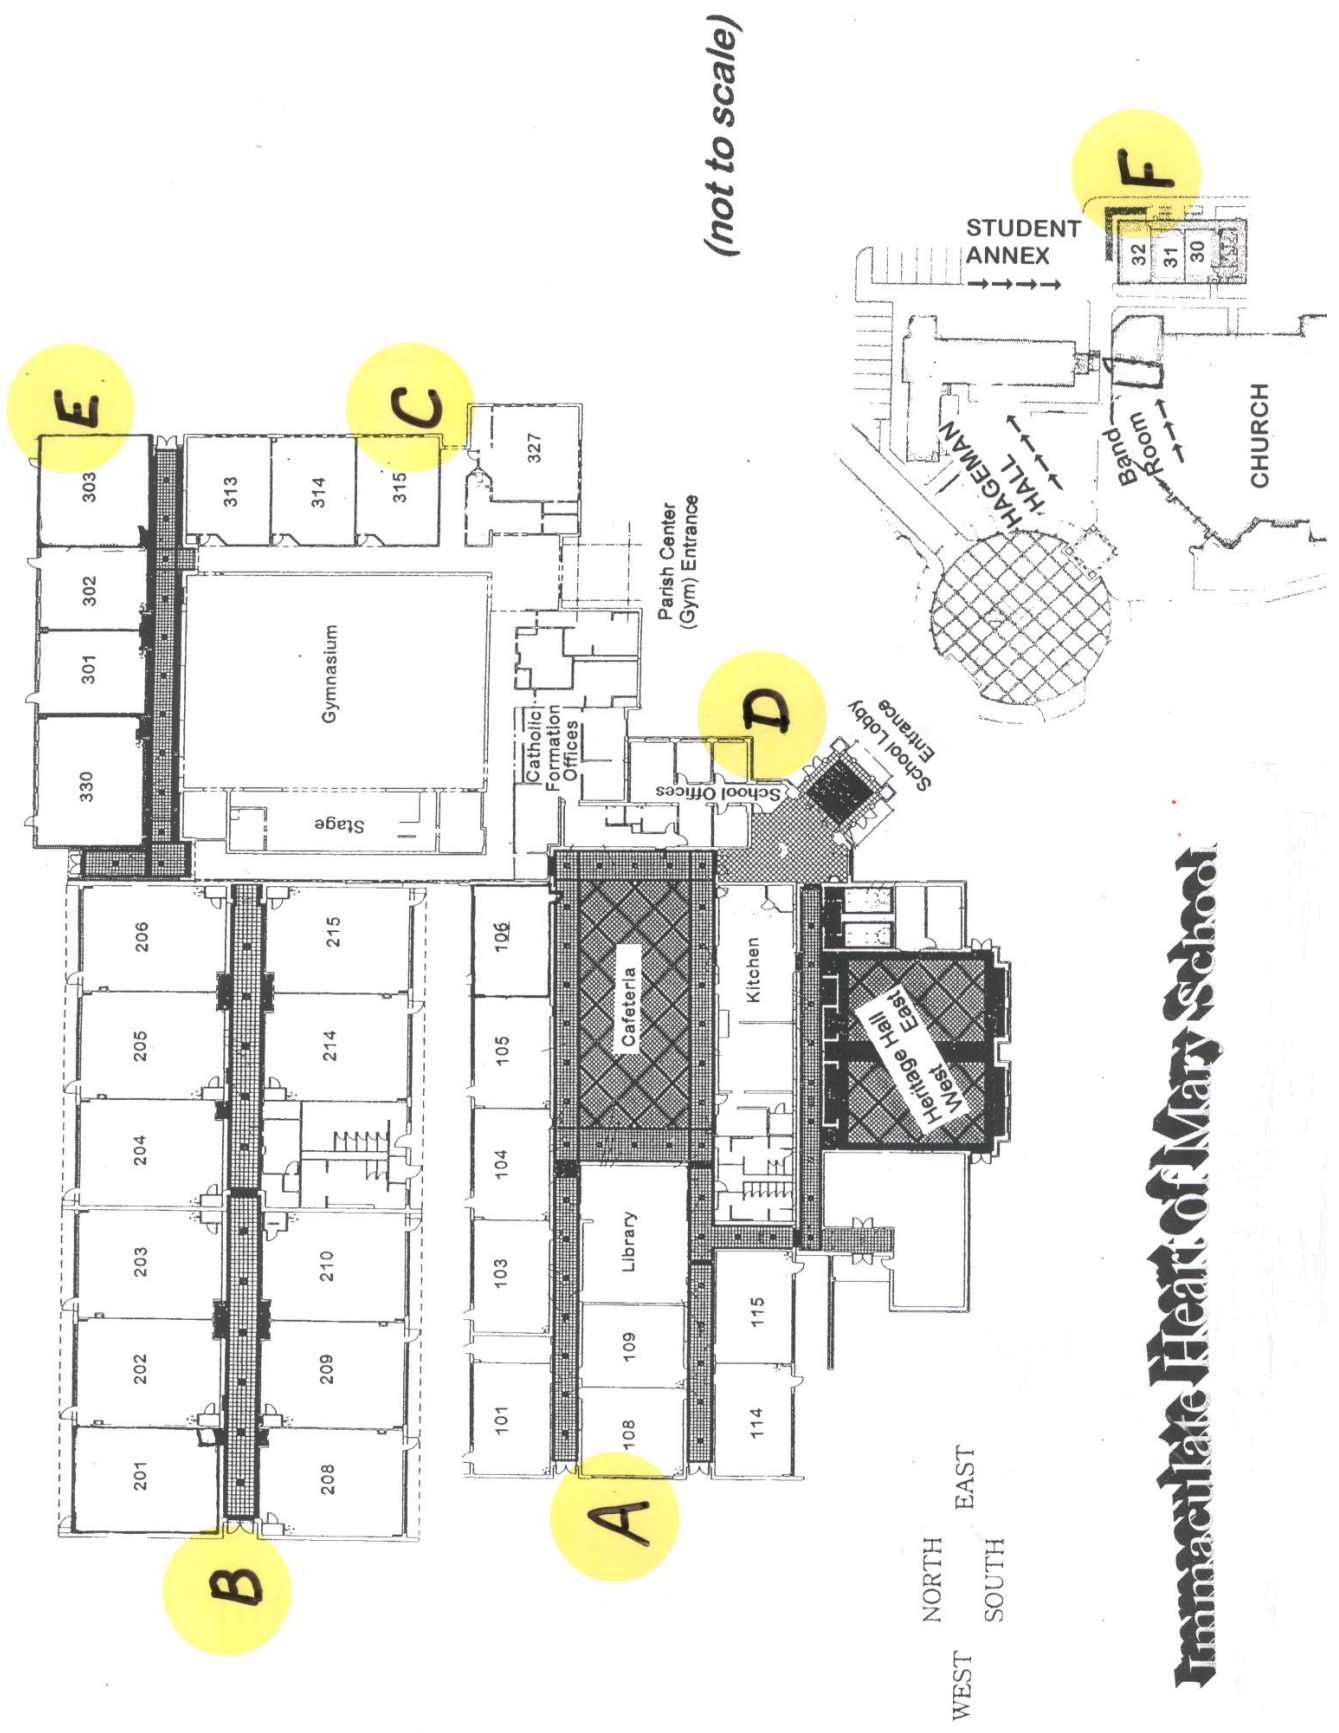 E
303
302
301
330
C
313
314
315
327
Gymnasium
Stage
Catholic
Formation
Offices
Parish Center
(Gym) Entrance
D
School Offices
School Lobby
Entrance
206
205
204
203
202
201
215
214
210
209
208
B
106
105
104
103
101
Cafeteria
Library
109
108
Kitchen
115
114
A
Heritage Hall
West East
(not to scale)
F
STUDENT
ANNEX
32
31
30
HAGEMAN
HALL
Band
Room
CHURCH
NORTH
WEST EAST
SOUTH
Immaculate Heart of Mary School